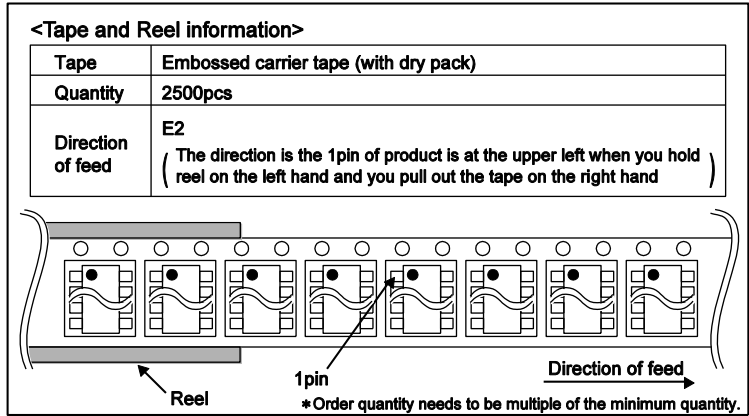 <Tape and Reel information>
Tape Embossed carrier tape (with dry pack)
Quantity 2500pcs
Direction of feed E2
The direction is the 1pin of product is at the upper left when you hold
reel on the left hand and you pull out the tape on the right hand
Reel
1pin
Direction of feed
*Order quantity needs to be multiple of the minimum quantity.